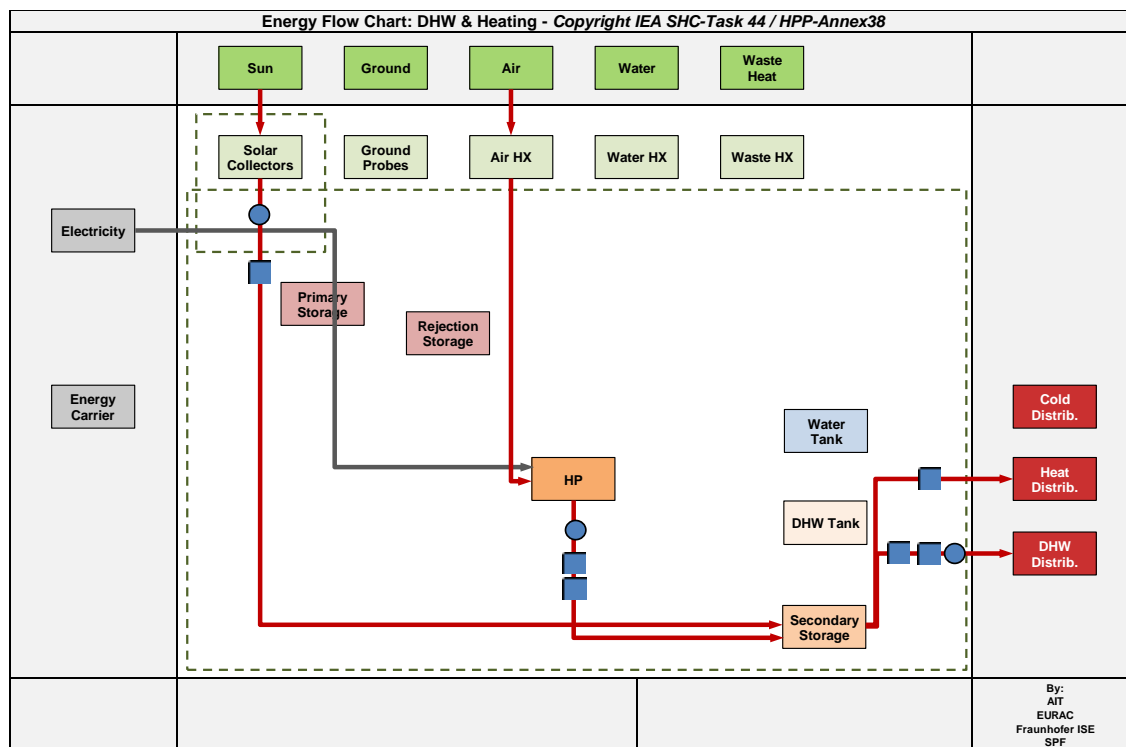 Energy Flow Chart: DHW & Heating - Copyright IEA SHC-Task 44 / HPP-Annex38
Sun
Ground
Air
Water
Waste
Heat
Solar
Collectors
Ground
Probes
Air HX
Water HX
Waste HX
Electricity
Primary
Storage
Rejection
Storage
Energy
Carrier
Water
Tank
Cold
Distrib.
HP
Heat
Distrib.
DHW Tank
DHW
Distrib.
Secondary
Storage
By:
AIT
EURAC
Fraunhofer ISE
SPF